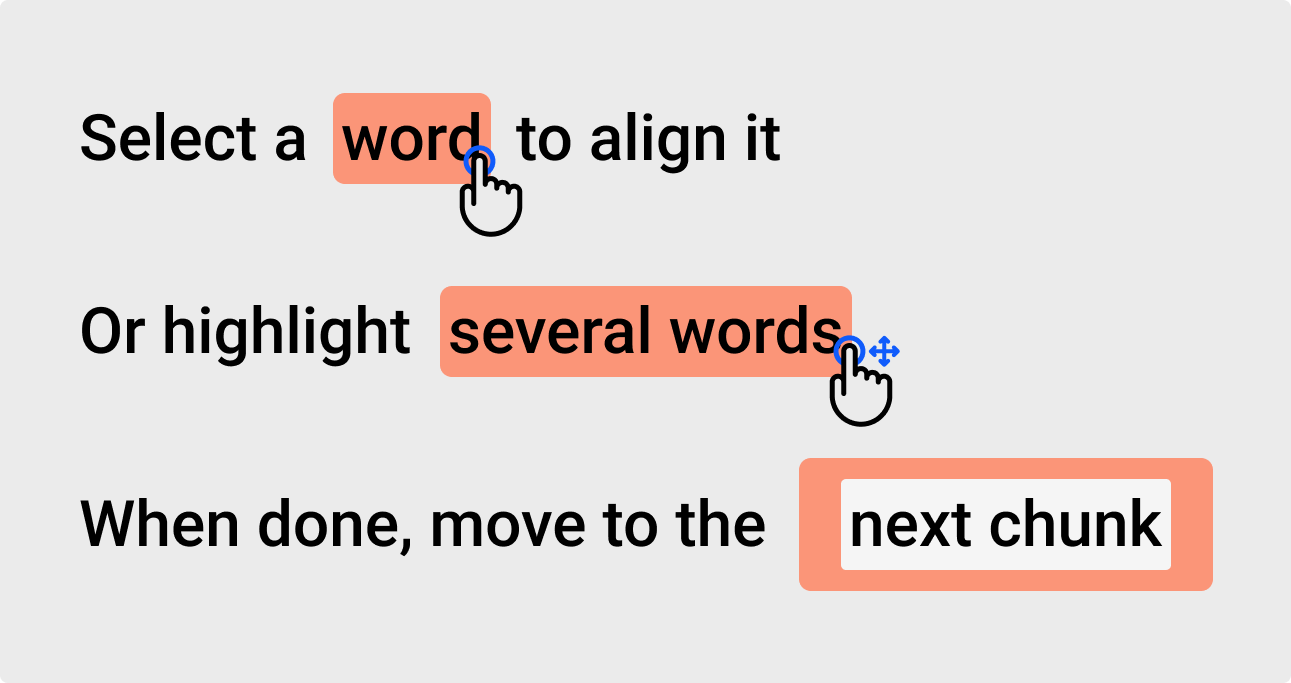 Select a word to align it
Or highlight several words
When done, move to the next chunk